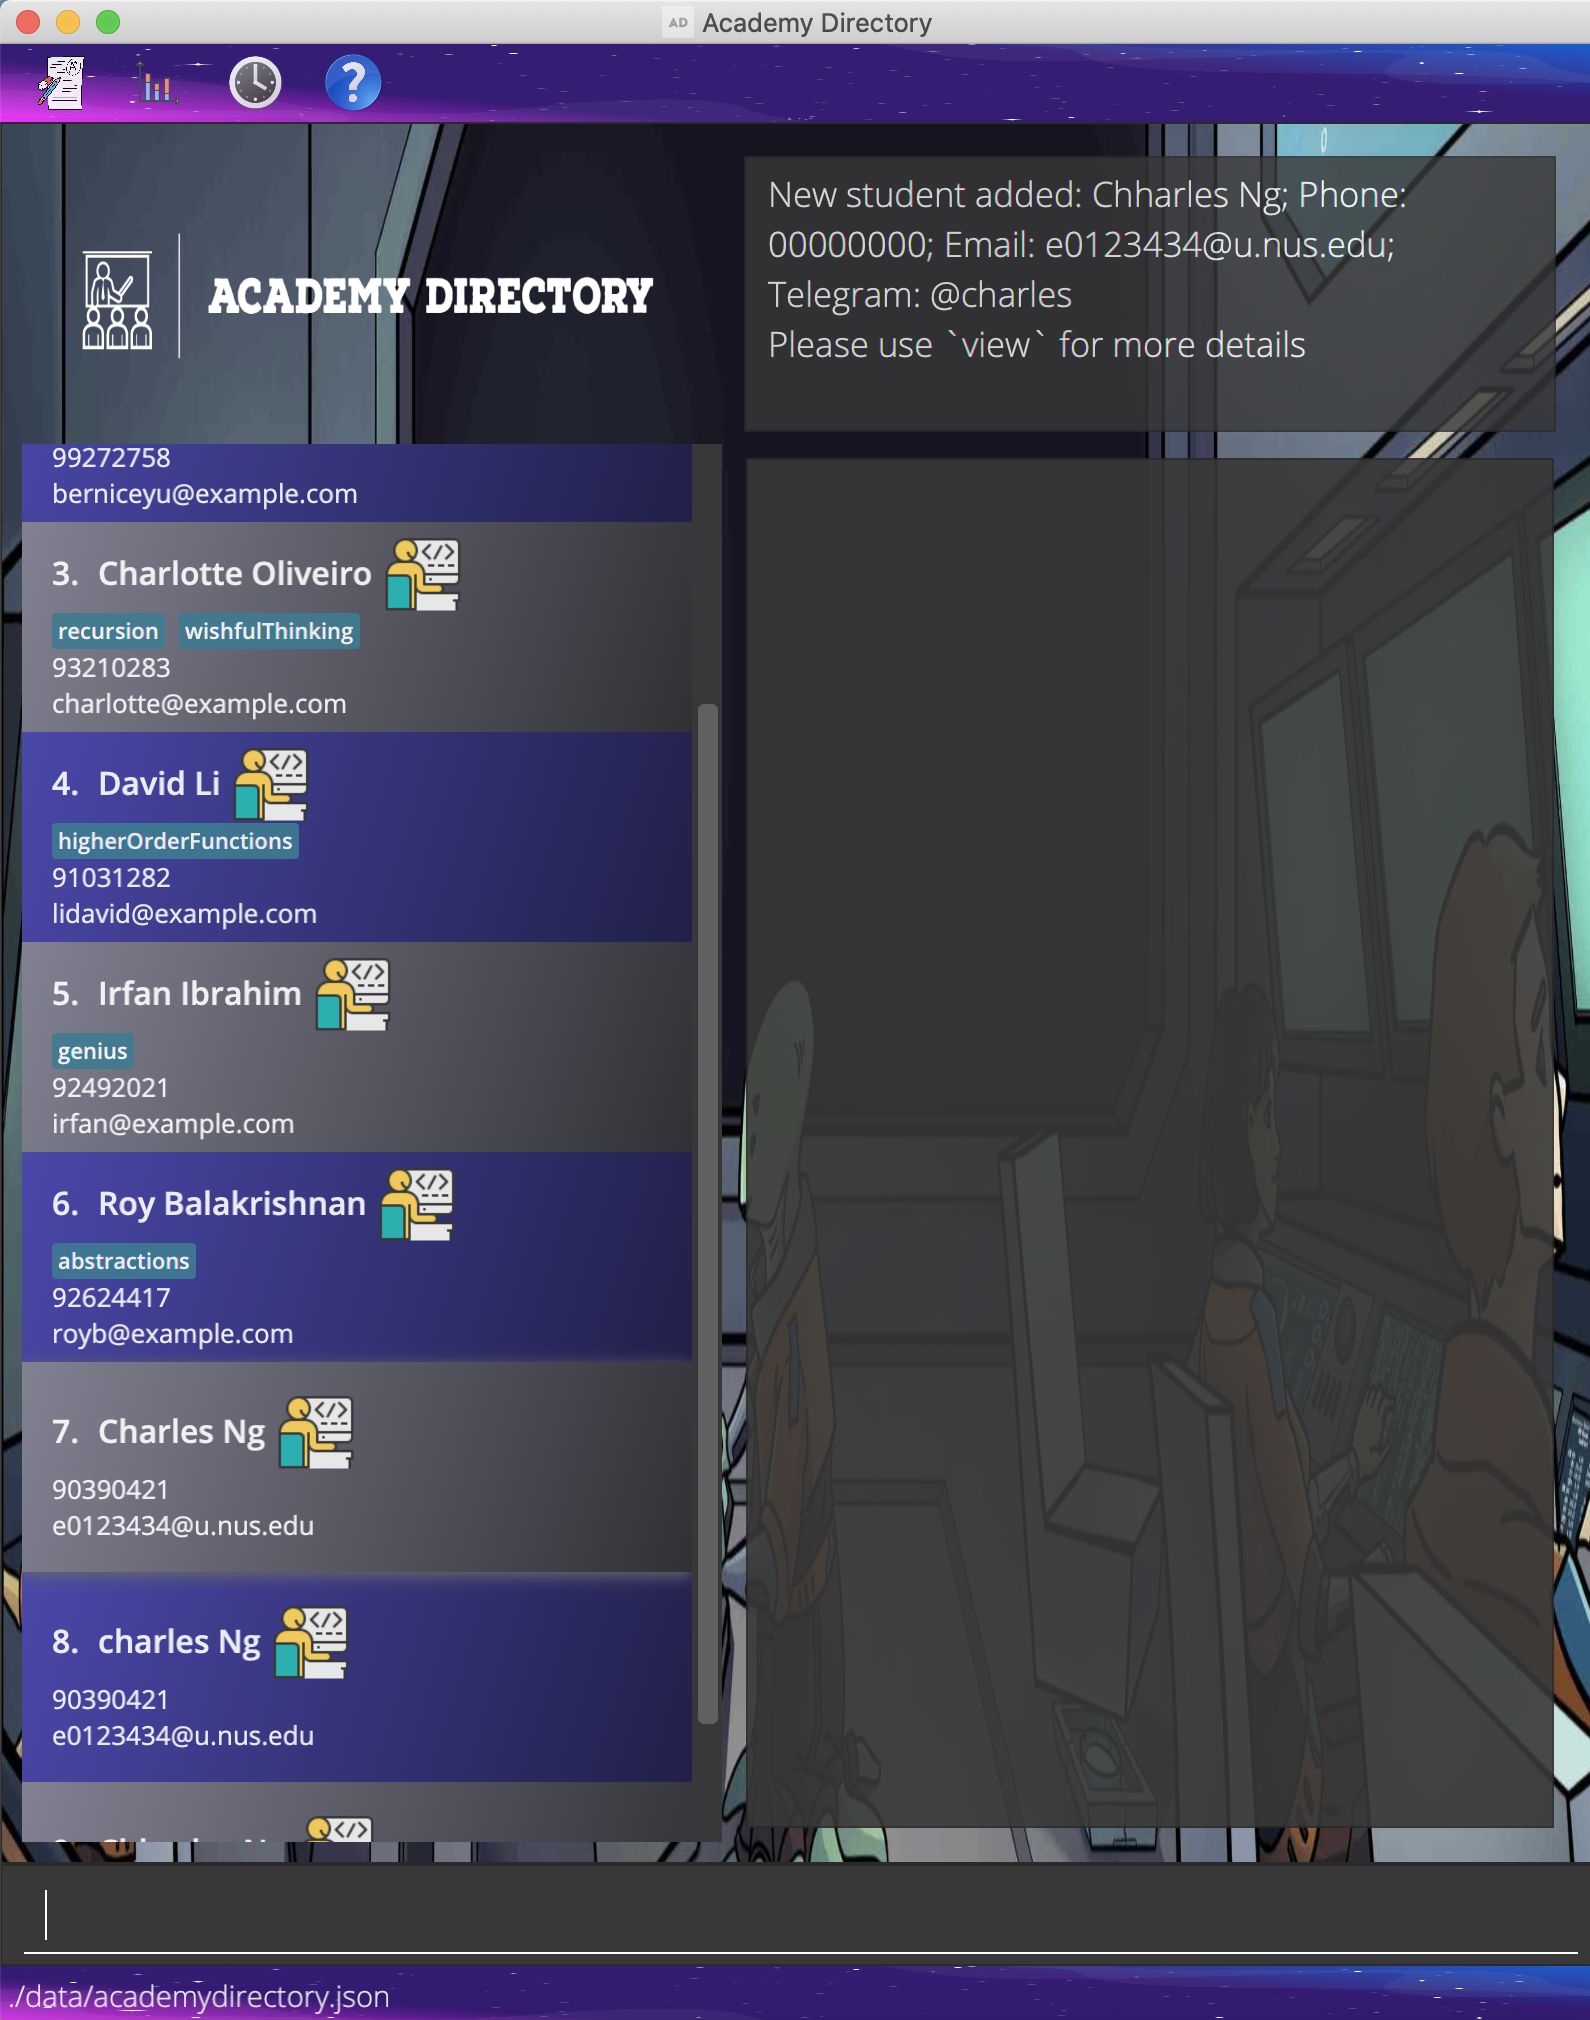 AD Academy Directory
ACADEMY DIRECTORY
New student added: Chharles Ng; Phone:
00000000; Email: e0123434@u.nus.edu;
Telegram: @charles
Please use `view` for more details
99272758
berniceyu@example.com
3. Charlotte Oliveiro
recursion wishfulThinking
93210283
charlotte@example.com
4. David Li
higherOrderFunctions
91031282
lidavid@example.com
5. Irfan Ibrahim
genius
92492021
irfan@example.com
6. Roy Balakrishnan
abstractions
92624417
royb@example.com
7. Charles Ng
90390421
e0123434@u.nus.edu
8. charles Ng
90390421
e0123434@u.nus.edu
./data/academydirectory.json